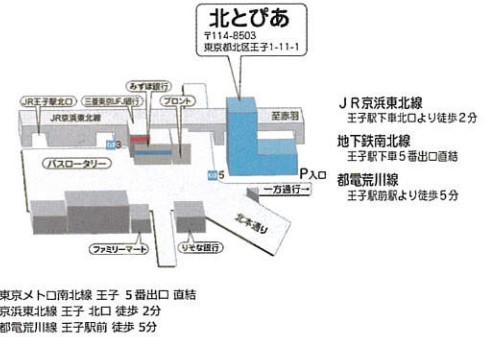 北とぴあ
〒114-8503
東京都北区王子1-11-1
みずほ銀行
JR王子駅北口
三菱東京UFJ銀行
プロント
JR京浜東北線
至赤羽
3
バスロータリー
5
P入口
一方通行→
北本通り
ファミリーマート
りそな銀行
JR京浜東北線
王子駅下車北口より徒歩2分
地下鉄南北線
王子駅下車5番出口直結
都電荒川線
王子駅前駅より徒歩5分
東京メトロ南北線 王子 5番出口 直結
京浜東北線 王子 北口 徒歩 2分
都電荒川線 王子駅前 徒歩 5分